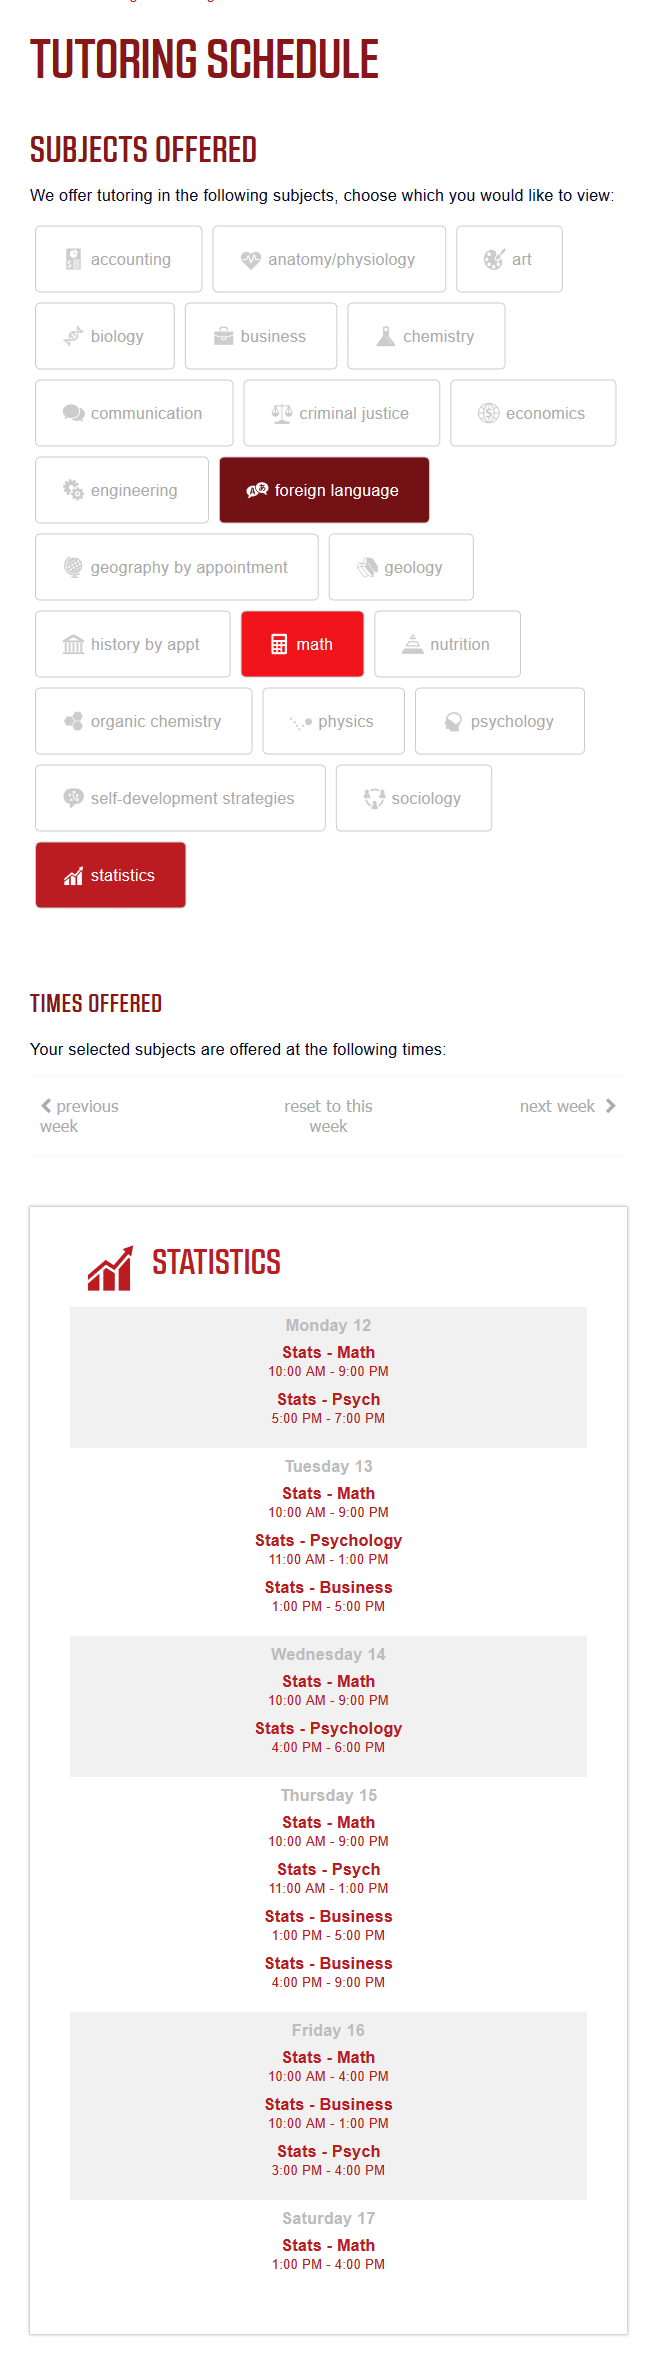 TUTORING SCHEDULE
SUBJECTS OFFERED
We offer tutoring in the following subjects, choose which you would like to view:
accounting
anatomy/physiology
art
biology
business
chemistry
communication
criminal justice
economics
engineering
foreign language
geography by appointment
geology
history by appt
math
nutrition
organic chemistry
physics
psychology
self-development strategies
sociology
statistics
TIMES OFFERED
Your selected subjects are offered at the following times:
previous
week
reset to this
week
next week
STATISTICS
Monday 12
Stats - Math
10:00 AM - 9:00 PM
Stats - Psych
5:00 PM - 7:00 PM
Tuesday 13
Stats - Math
10:00 AM - 9:00 PM
Stats - Psychology
11:00 AM - 1:00 PM
Stats - Business
1:00 PM - 5:00 PM
Wednesday 14
Stats - Math
10:00 AM - 9:00 PM
Stats - Psychology
4:00 PM - 6:00 PM
Thursday 15
Stats - Math
10:00 AM - 9:00 PM
Stats - Psych
11:00 AM - 1:00 PM
Stats - Business
1:00 PM - 5:00 PM
Stats - Business
4:00 PM - 9:00 PM
Friday 16
Stats - Math
10:00 AM - 4:00 PM
Stats - Business
10:00 AM - 1:00 PM
Stats - Psych
3:00 PM - 4:00 PM
Saturday 17
Stats - Math
1:00 PM - 4:00 PM